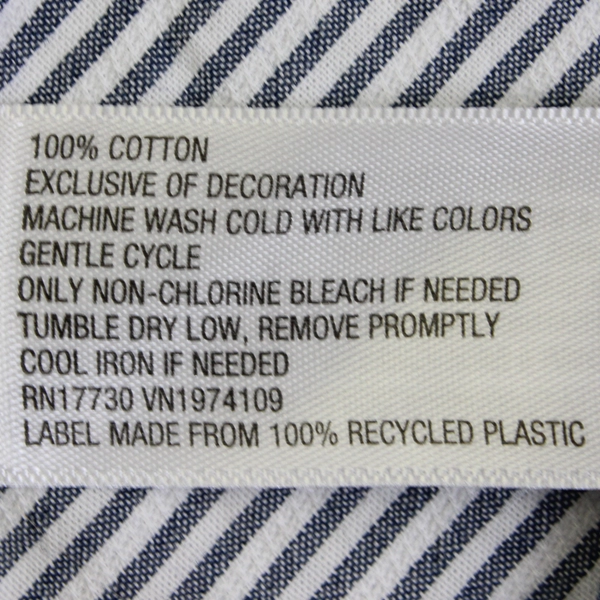 100% COTTON
EXCLUSIVE OF DECORATION
MACHINE WASH COLD WITH LIKE COLORS
GENTLE CYCLE
ONLY NON-CHLORINE BLEACH IF NEEDED
TUMBLE DRY LOW, REMOVE PROMPTLY
COOL IRON IF NEEDED
RN17730 VN1974109
LABEL MADE FROM 100% RECYCLED PLASTIC